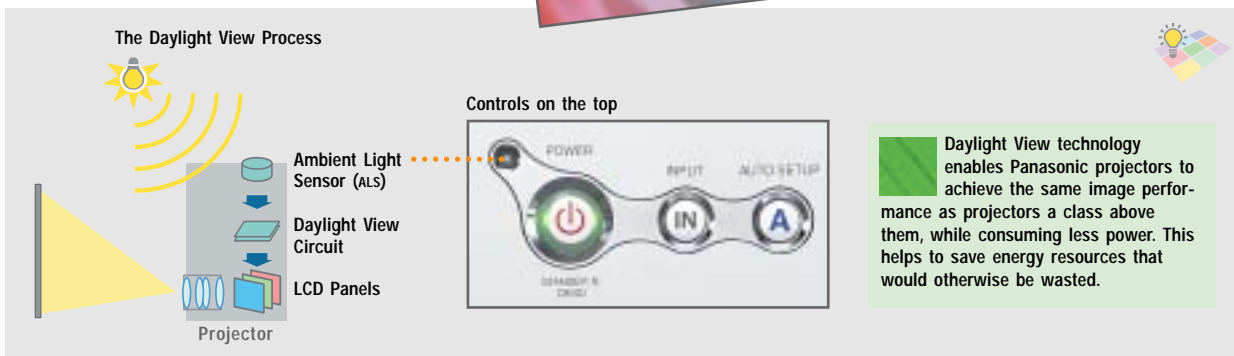 The Daylight View Process
Ambient Light
Sensor (ALS)
Daylight View
Circuit
LCD Panels
Projector
Controls on the top
POWER
INPUT
AUTO SETUP
IN
A
Daylight View technology
enables Panasonic projectors to
achieve the same image perfor-
mance as projectors a class above
them, while consuming less power. This
helps to save energy resources that
would otherwise be wasted.